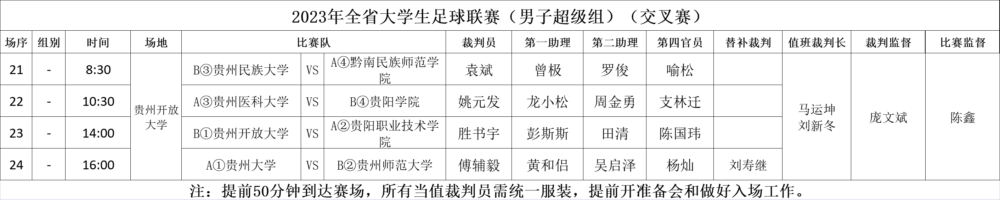 2023年全省大学生足球联赛（男子超级组）（交叉赛）
场序 组别 时间 场地 比赛队 裁判员 第一助理 第二助理 第四官员 替补裁判 值班裁判长 裁判监督 比赛监督
21 - 8:30 B③贵州民族大学 VS A④黔南民族师范学院 袁斌 曾极 罗俊 喻松
22 - 10:30 A③贵州医科大学 VS B④贵阳学院 姚元发 龙小松 周金勇 支林迁
贵州开放
大学
马运坤
刘新冬
庞文斌
陈鑫
23 - 14:00 B①贵州开放大学 VS A②贵阳职业技术学院 胜书宇 彭斯斯 田清 陈国玮
24 - 16:00 A①贵州大学 VS B②贵州师范大学 傅辅毅 黄和侣 吴启泽 杨灿 刘寿继
注：提前50分钟到达赛场，所有当值裁判员需统一服装，提前开准备会和做好入场工作。